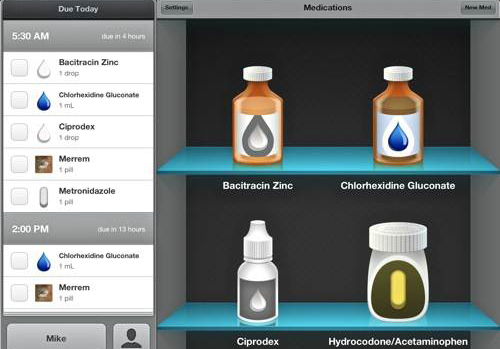 Due Today
5:30 AM due in 4 hours
Bacitracin Zinc
1 drop
Chlorhexidine Gluconate
1 mL
Ciprodex
1 drop
Merrem
1 pill
Metronidazole
1 pill
2:00 PM due in 13 hours
Chlorhexidine Gluconate
1 mL
Merrem
1 pill
Mike
Settings Medications New Med
Bacitracin Zinc Chlorhexidine Gluconate
Ciprodex Hydrocodone/Acetaminophen